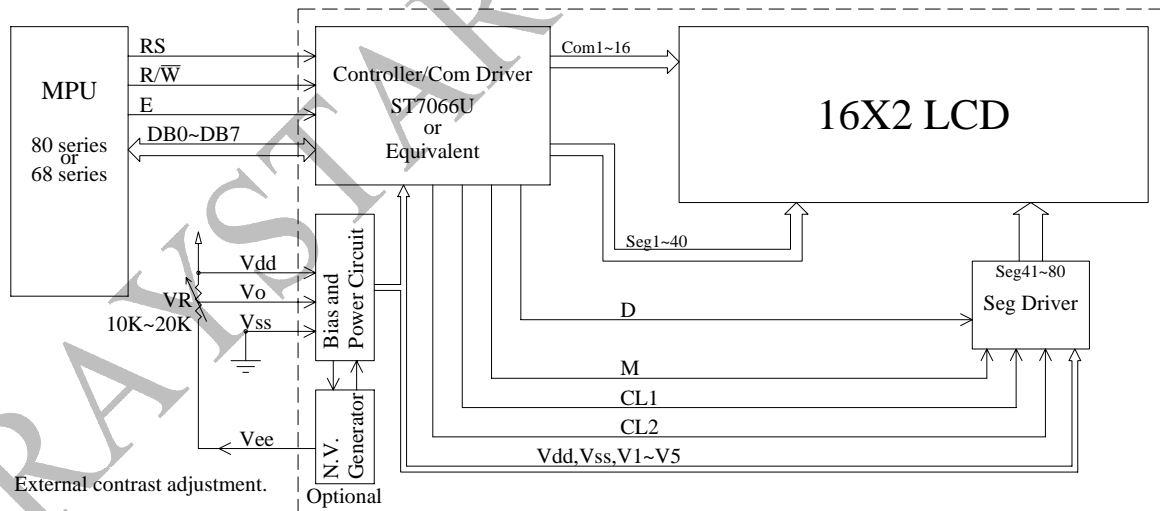 MPU
80 series
or
68 series
RS
R/W̅
E
DB0~DB7
Controller/Com Driver
ST7066U
or
Equivalent
Com1~16
16X2 LCD
Seg1~40
Seg41~80
Seg Driver
Vdd
Vo
Vss
VR
10K~20K
Bias and
Power Circuit
D
M
CL1
CL2
Vdd,Vss,V1~V5
Vee
N.V.
Generator
Optional
External contrast adjustment.
RAYSTAR